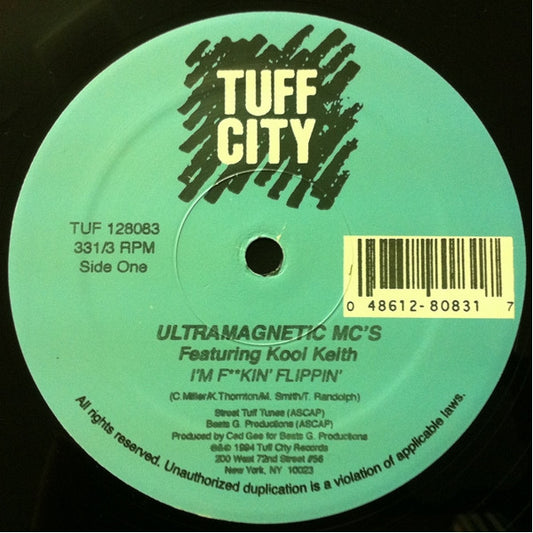 TUFF
CITY
TUF 128083
331/3 RPM
Side One
0 48612-80831 7
ULTRAMAGNETIC MC'S
Featuring Kool Keith
I'M F**KIN' FLIPPIN'
(C.Miller/K.Thornton/M. Smith/T. Randolph)
Street Tuff Tunes (ASCAP)
Beats G. Productions (ASCAP)
Produced by Ced Gee for Beats G. Productions
℗&© 1994 Tuff City Records
200 West 72nd Street #56
New York, NY 10023
All rights reserved. Unauthorized duplication is a violation of applicable laws.